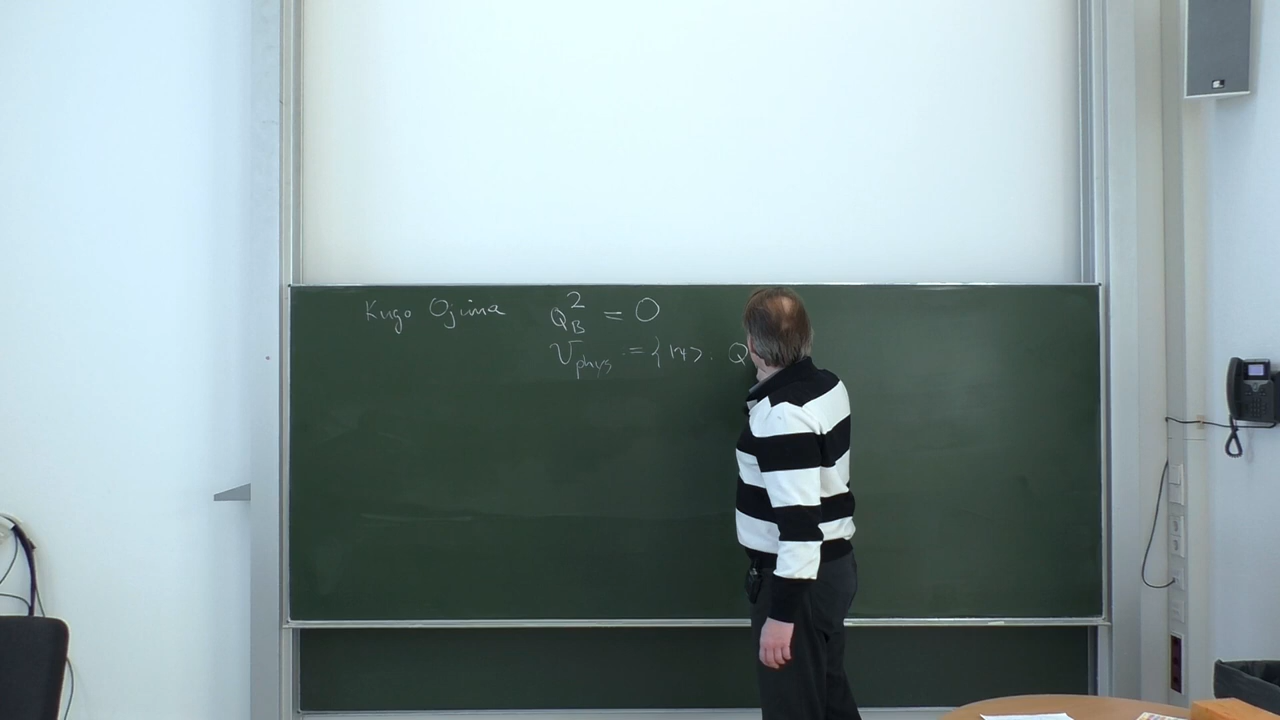 Kugo Ojima Q_B^2 = 0
V_phys. = { |ψ>. Q